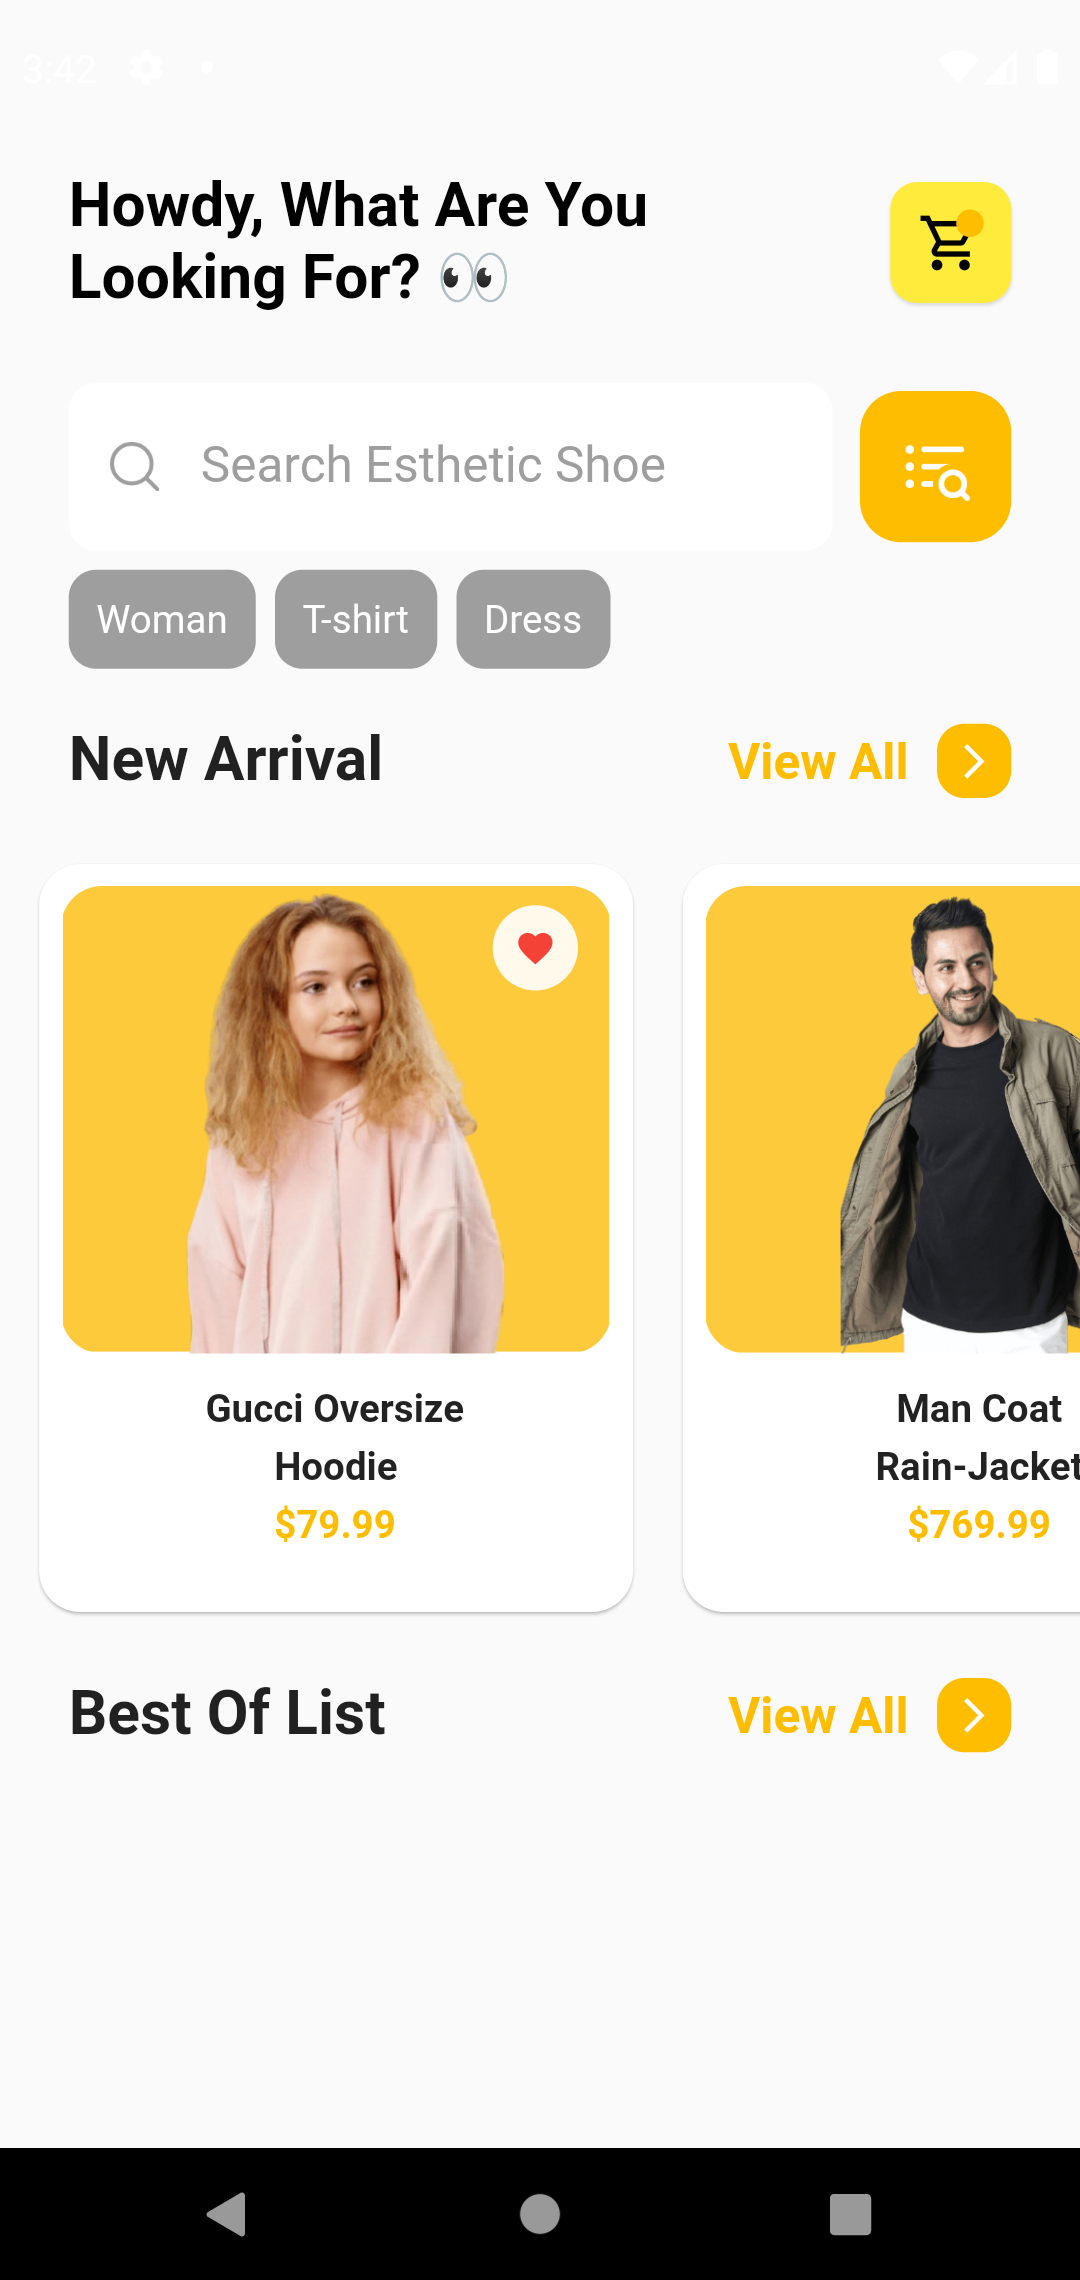 3:42
Howdy, What Are You
Looking For? 👀
Search Esthetic Shoe
Woman T-shirt Dress
New Arrival View All
Gucci Oversize
Hoodie
$79.99
Man Coat
Rain-Jacket
$769.99
Best Of List View All